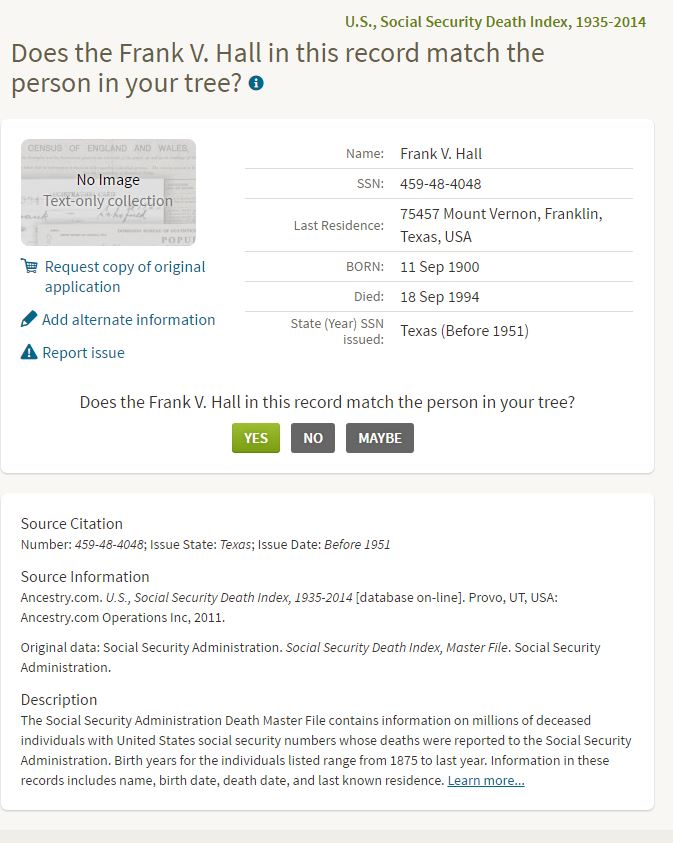 U.S., Social Security Death Index, 1935-2014
Does the Frank V. Hall in this record match the
person in your tree?
CENSUS OF ENGLAND AND WALES,
No Image
Text-only collection
POPU
Request copy of original
application
Add alternate information
Report issue
Name: Frank V. Hall
SSN: 459-48-4048
Last Residence: 75457 Mount Vernon, Franklin,
Texas, USA
BORN: 11 Sep 1900
Died: 18 Sep 1994
State (Year) SSN
issued: Texas (Before 1951)
Does the Frank V. Hall in this record match the person in your tree?
YES NO MAYBE
Source Citation
Number: 459-48-4048; Issue State: Texas; Issue Date: Before 1951
Source Information
Ancestry.com. U.S., Social Security Death Index, 1935-2014 [database on-line]. Provo, UT, USA:
Ancestry.com Operations Inc, 2011.
Original data: Social Security Administration. Social Security Death Index, Master File. Social Security
Administration.
Description
The Social Security Administration Death Master File contains information on millions of deceased
individuals with United States social security numbers whose deaths were reported to the Social Security
Administration. Birth years for the individuals listed range from 1875 to last year. Information in these
records includes name, birth date, death date, and last known residence. Learn more...